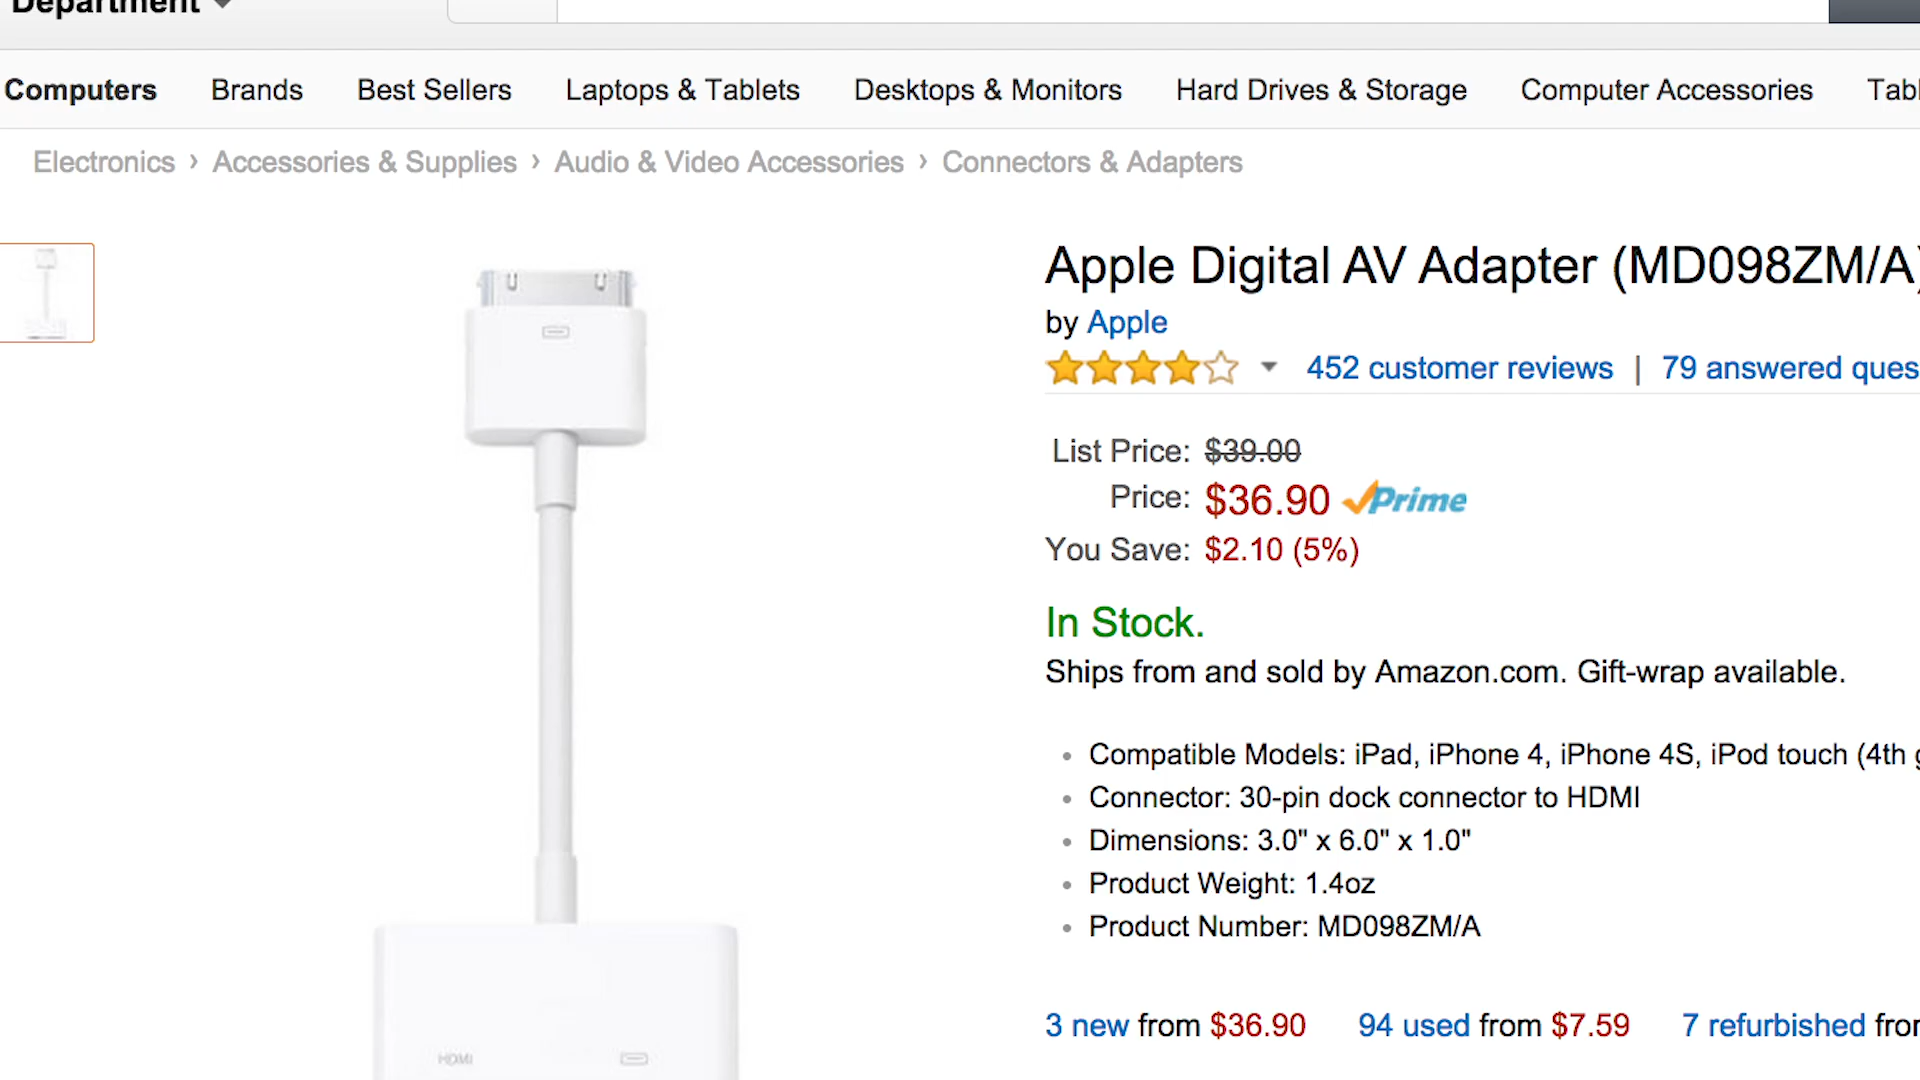 Department
Computers Brands Best Sellers Laptops & Tablets Desktops & Monitors Hard Drives & Storage Computer Accessories
Electronics › Accessories & Supplies › Audio & Video Accessories › Connectors & Adapters
Apple Digital AV Adapter (MD098ZM/A)
by Apple
452 customer reviews | 79 answered
List Price: $39.00
Price: $36.90 Prime
You Save: $2.10 (5%)
In Stock.
Ships from and sold by Amazon.com. Gift-wrap available.
• Compatible Models: iPad, iPhone 4, iPhone 4S, iPod touch (4th
• Connector: 30-pin dock connector to HDMI
• Dimensions: 3.0" x 6.0" x 1.0"
• Product Weight: 1.4oz
• Product Number: MD098ZM/A
HDMI
3 new from $36.90 94 used from $7.59 7 refurbished